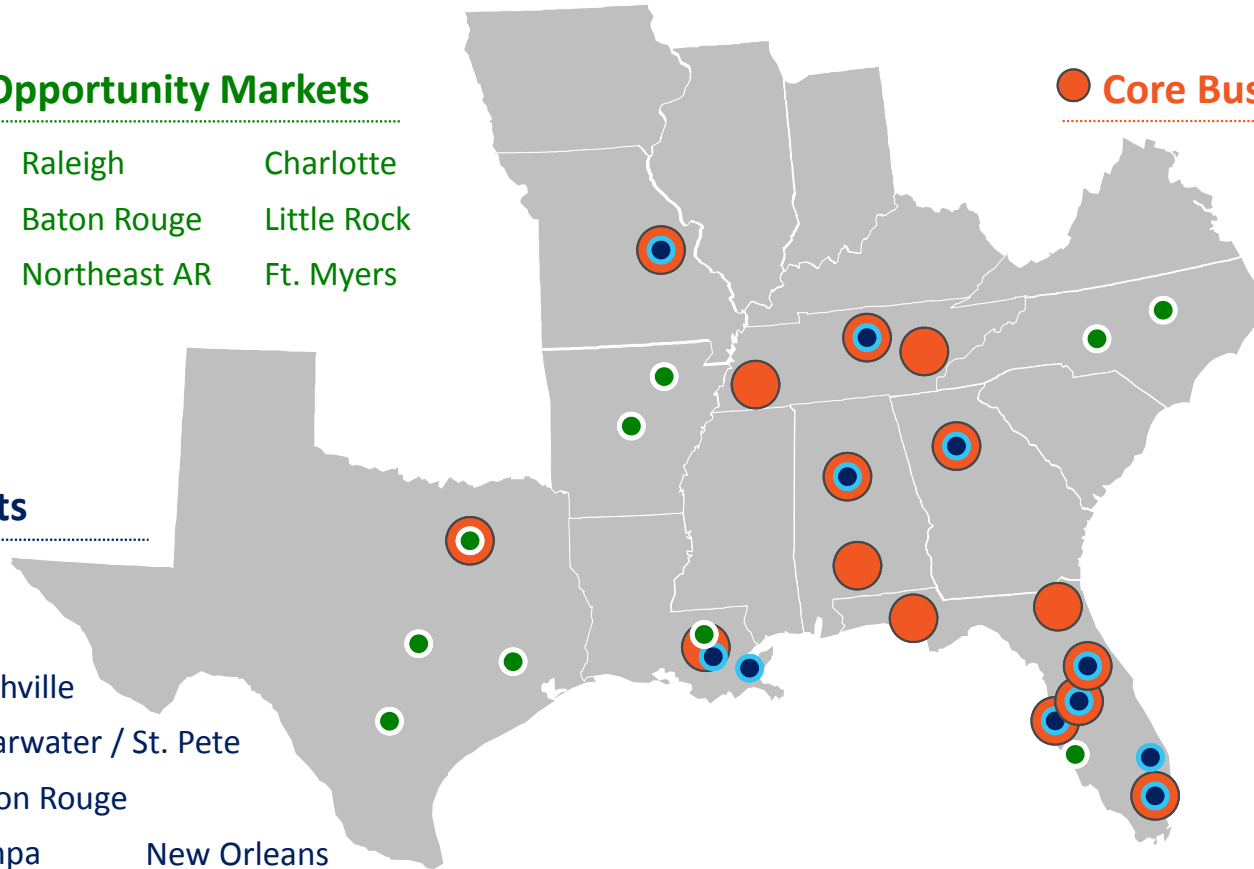 Opportunity Markets
Raleigh Charlotte
Baton Rouge Little Rock
Northeast AR Ft. Myers
Core Bus
ts
hville
arwater / St. Pete
on Rouge
mpa New Orleans